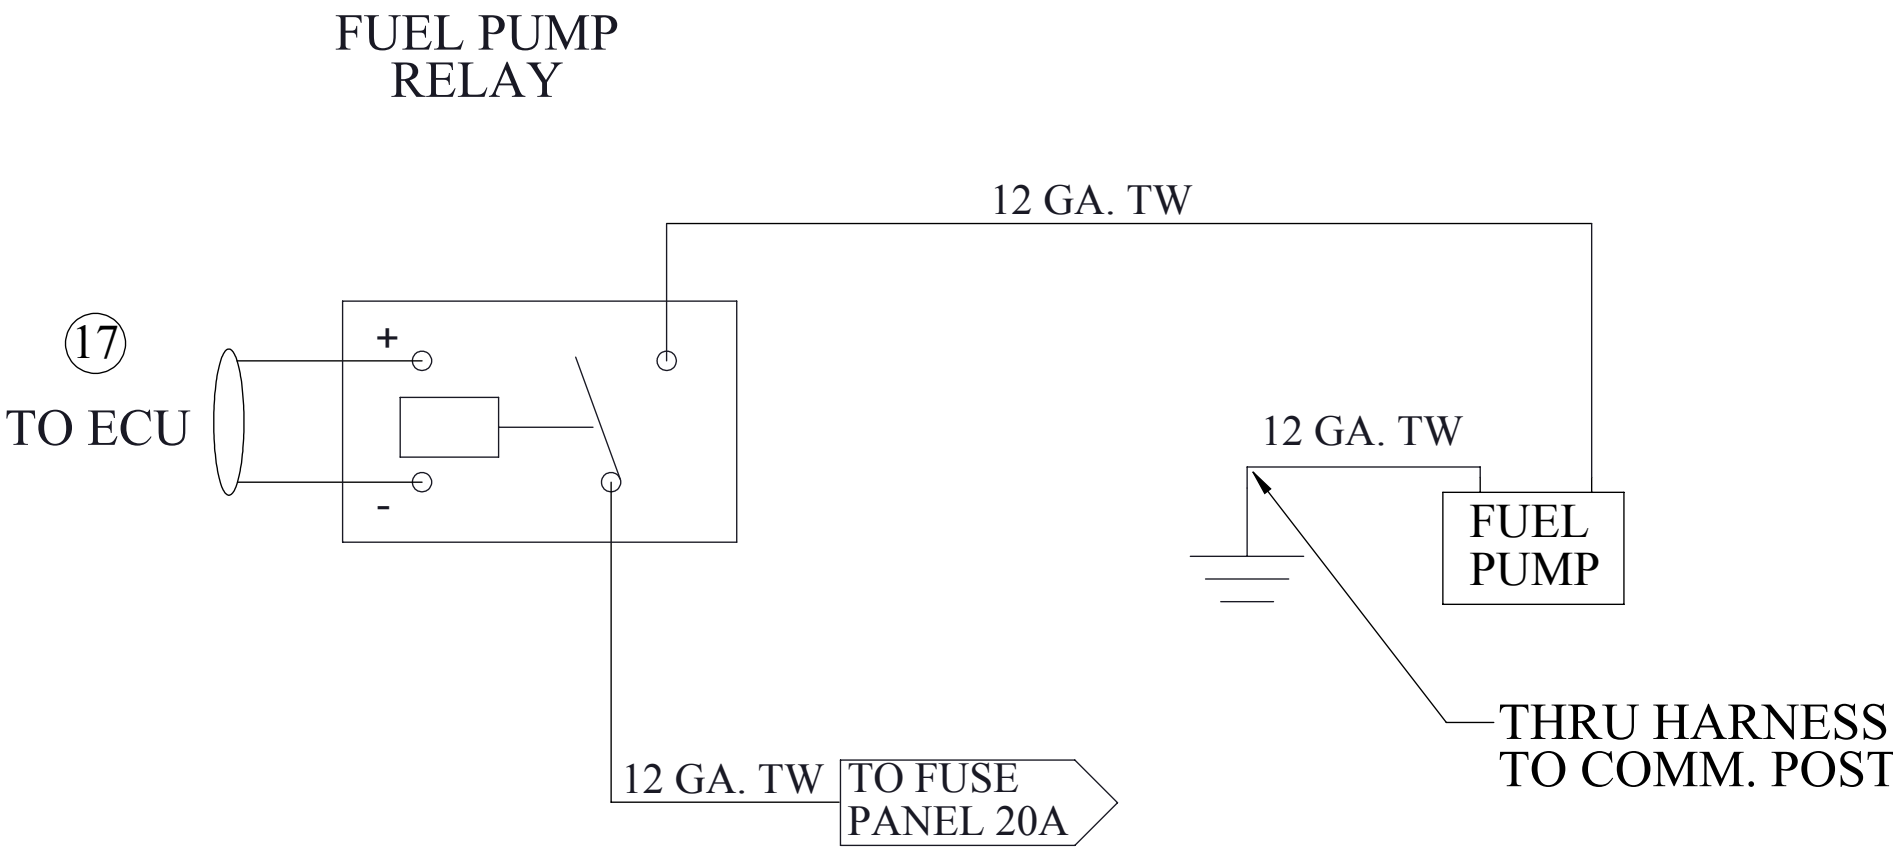 FUEL PUMP
RELAY
12 GA. TW
17
+
TO ECU
-
12 GA. TW
FUEL
PUMP
THRU HARNESS
TO COMM. POST
12 GA. TW
TO FUSE
PANEL 20A